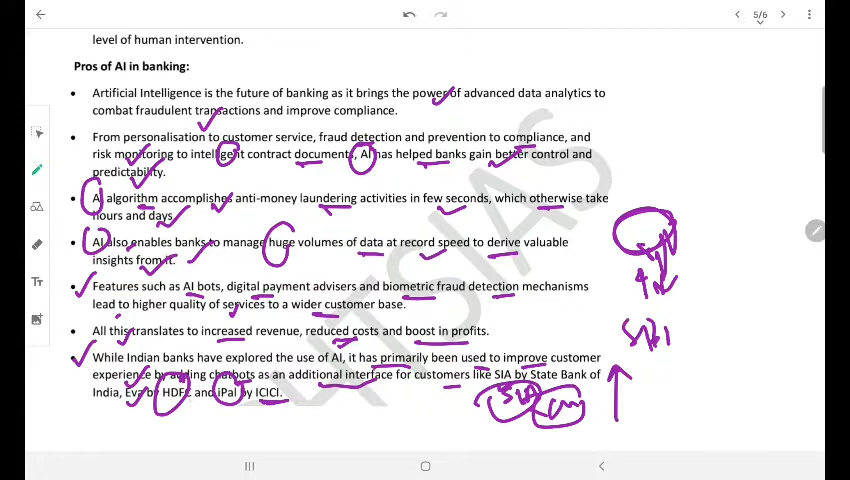 5/6
level of human intervention.
Pros of AI in banking:
• Artificial Intelligence is the future of banking as it brings the power of advanced data analytics to
combat fraudulent transactions and improve compliance.
• From personalisation to customer service, fraud detection and prevention to compliance, and
risk monitoring to intelligent contract documents, AI has helped banks gain better control and
predictability.
• AI algorithm accomplishes anti-money laundering activities in few seconds, which otherwise take
hours and days.
• AI also enables banks to manage huge volumes of data at record speed to derive valuable
insights from it.
• Features such as AI bots, digital payment advisers and biometric fraud detection mechanisms
lead to higher quality of services to a wider customer base.
• All this translates to increased revenue, reduced costs and boost in profits.
• While Indian banks have explored the use of AI, it has primarily been used to improve customer
experience by adding chatbots as an additional interface for customers like SIA by State Bank of
India, Eva by HDFC and iPal by ICICI.
SBI
SIA
Tt